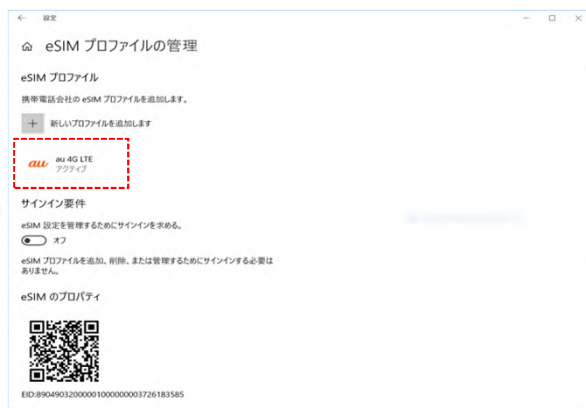 設定
eSIM プロファイルの管理
eSIM プロファイル
携帯電話会社の eSIM プロファイルを追加します。
新しいプロファイルを追加します
au
au 4G LTE
アクティブ
サインイン要件
eSIM 設定を管理するためにサインインを求める。
オフ
eSIM プロファイルを追加、削除、または管理するためにサインインする必要は
ありません。
eSIM のプロパティ
EID:89049032000001000000003726183585